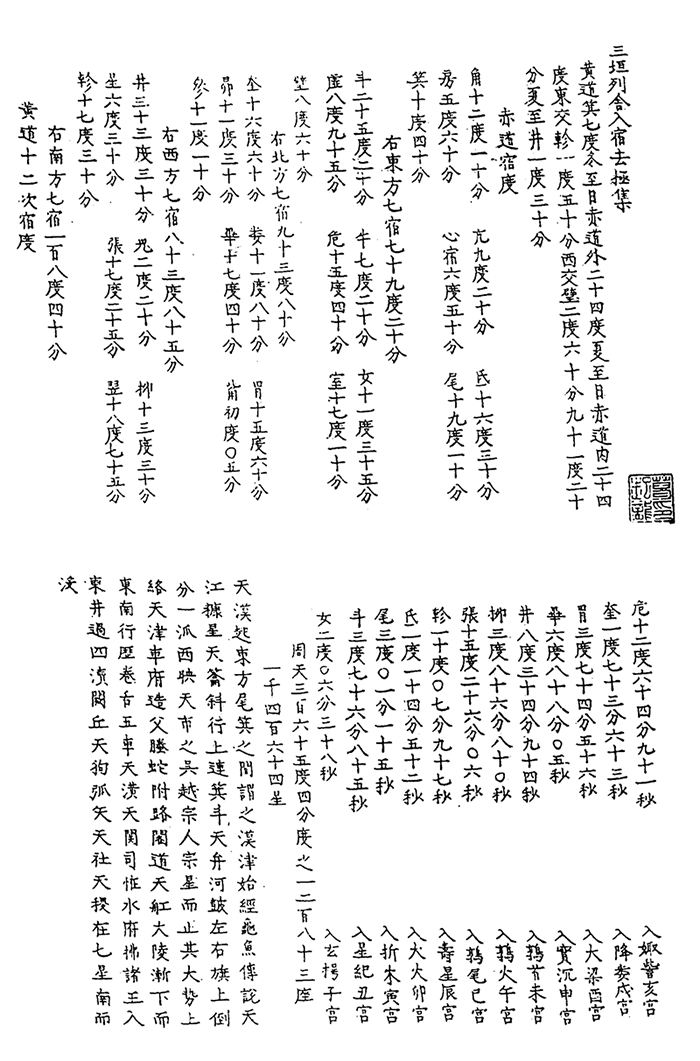 三垣列舍入宿去極集
黃道箕七度冬至日赤道外二十四度夏至日赤道內二十四
度東交軫一度五十分西交璧二度六十分九十一度二十
分夏至井一度三十分
赤道宿度
角十二度一十分 亢九度二十分 氐十六度三十分
房五度六十分 心宿六度五十分 尾十九度一十分
箕十度四十分
右東方七宿七十九度二十分
斗二十五度二十分 牛七度二十分 女十一度三十五分
虛八度九十五分 危十五度四十分 室十七度一十分
壁八度六十分
右北方七宿九十三度八十分
奎十六度六十分 婁十一度八十分 胃十五度六十分
昴十一度三十分 畢十七度四十分 觜初度〇五分
參十一度一十分
右西方七宿八十三度八十五分
井三十三度三十分 鬼二度二十分 柳十三度三十分
星六度三十分 張十七度二十五分 翌十八度七十五分
軫十七度三十分
右南方七宿一百八度四十分
黃道十二次宿度
危十二度六十四分九十一秒 入娵訾亥宮
奎一度七十三分六十三秒 入降婁戌宮
胃三度七十四分五十六秒 入大梁酉宮
畢六度八十八分〇五秒 入實沉申宮
井八度三十四分九十四秒 入鶉首未宮
柳三度八十六分八十〇秒 入鶉火午宮
張十五度二十六分〇六秒 入鶉尾巳宮
軫一十度〇七分九十七秒 入壽星辰宮
氐一度一十四分五十二秒 入大火卯宮
尾三度〇一分一十五秒 入析木寅宮
斗三度七十六分八十五秒 入星紀丑宮
女二度〇六分三十八秒 入玄枵子宮
周天三百六十五度四分度之一二百八十三座
一千四百六十四星
天漢起東方尾箕之間謂之漢津始經龜魚傅說天
江糠星天籥斜行上連箕斗天弁河皷左右旗上倒
分一派西映天市之吳越宗人宗星而止其大勢上
絡天津車府造父螣蛇附路閣道天舡大陵漸下而
東南行歷卷舌五車天潢天関司恠水府拂諸王入
東井過四瀆闕丘天狗弧矢天社天稷在七星南而
沒